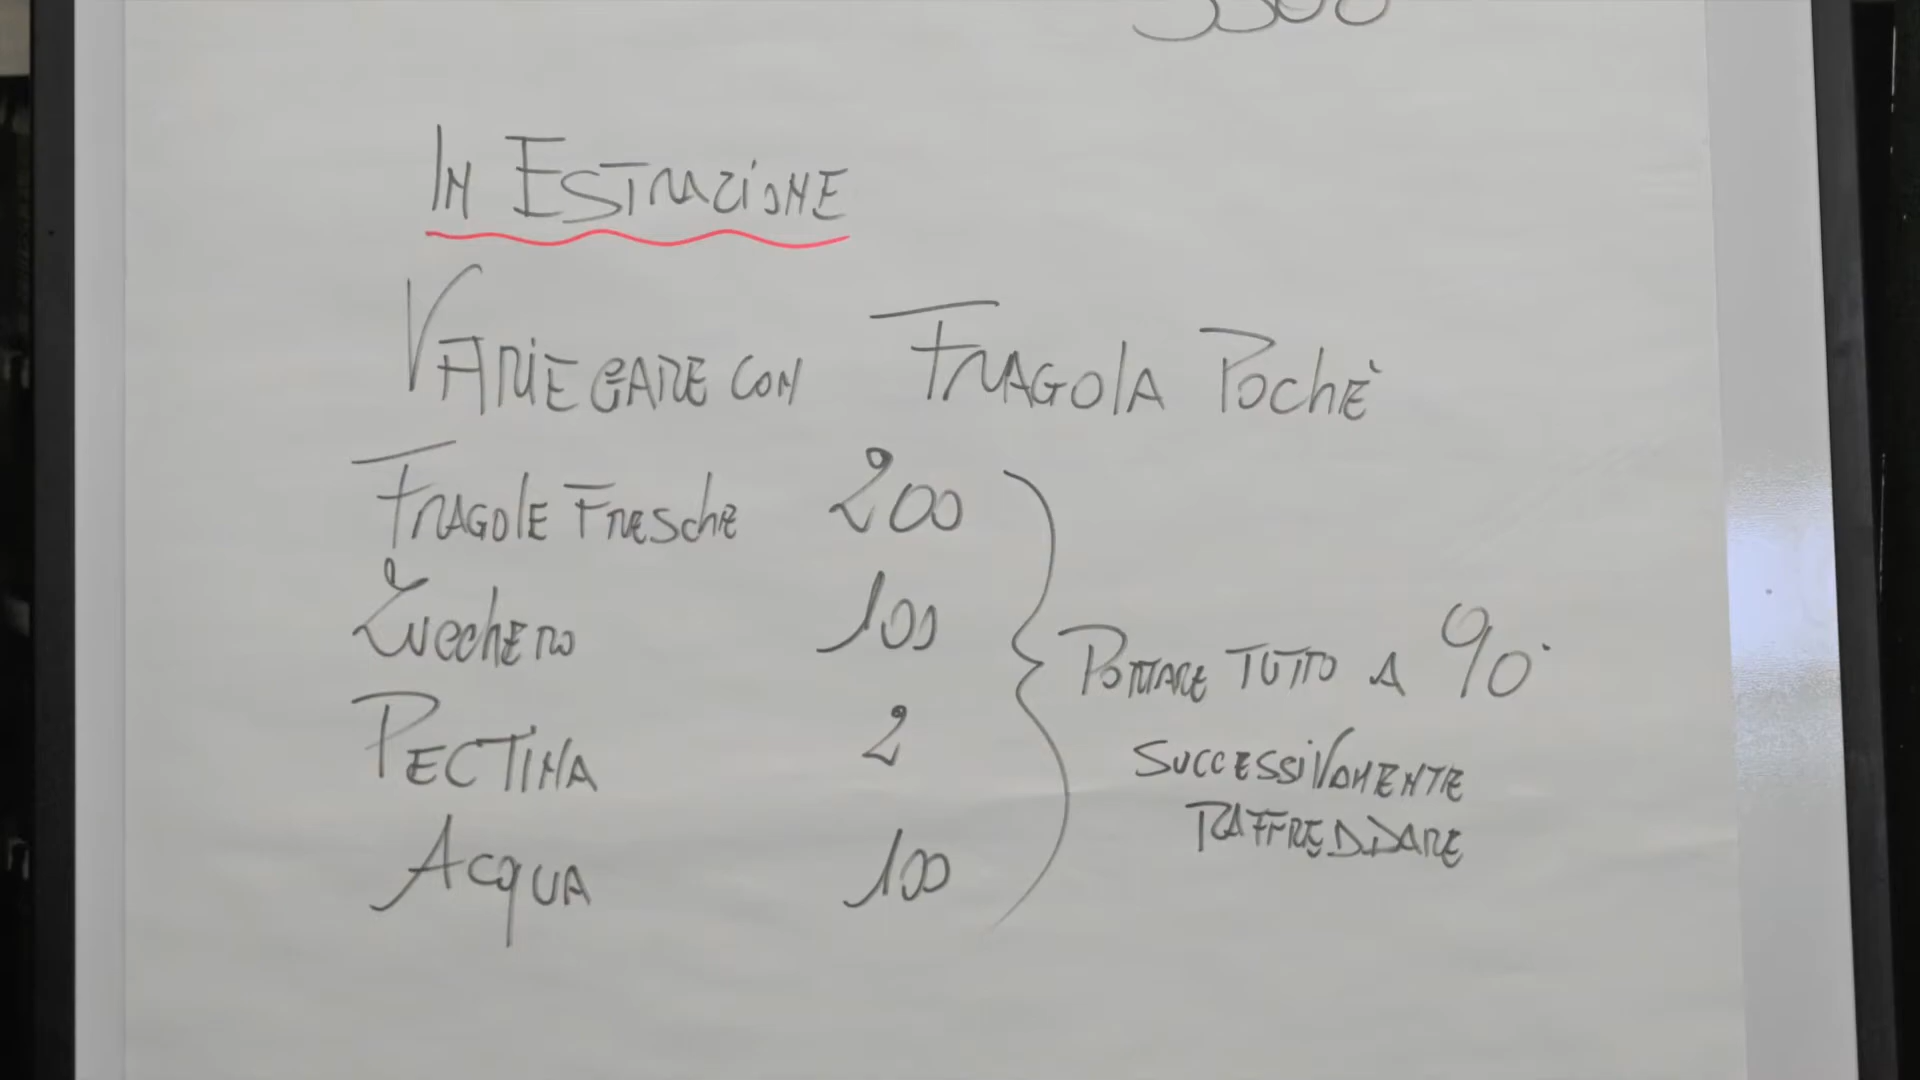 IN ESTRAZIONE
VARIEGARE CON FRAGOLA POCHÈ
FRAGOLE FRESCHE 200
ZUCCHERO 100
PECTINA 2
ACQUA 100
PORTARE TUTTO A 90°
SUCCESSIVAMENTE
RAFFREDDARE